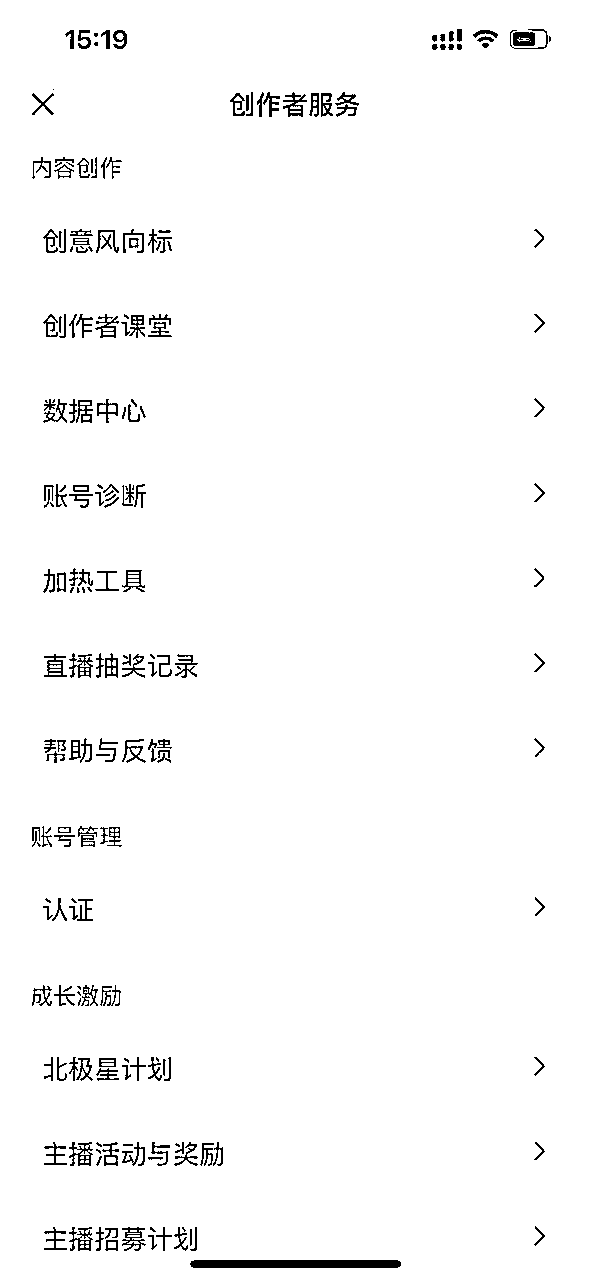 15:19
创作者服务
内容创作
创意风向标
创作者课堂
数据中心
账号诊断
加热工具
直播抽奖记录
帮助与反馈
账号管理
认证
成长激励
北极星计划
主播活动与奖励
主播招募计划